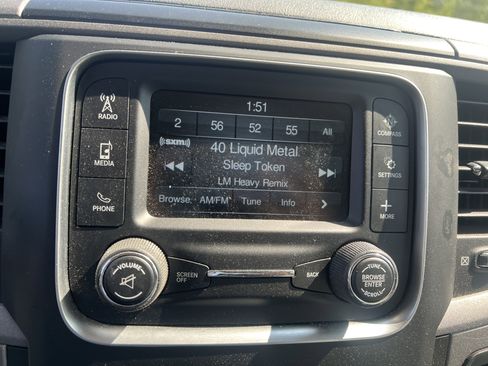 1:51
2 56 52 55 All
((sxm))
40 Liquid Metal
Sleep Token
LM Heavy Remix
Browse. AM/FM Tune Info
RADIO
MEDIA
PHONE
COMPASS
SETTINGS
MORE
VOLUME
SCREEN
OFF
BACK
TUNE
BROWSE
ENTER
SCROLL